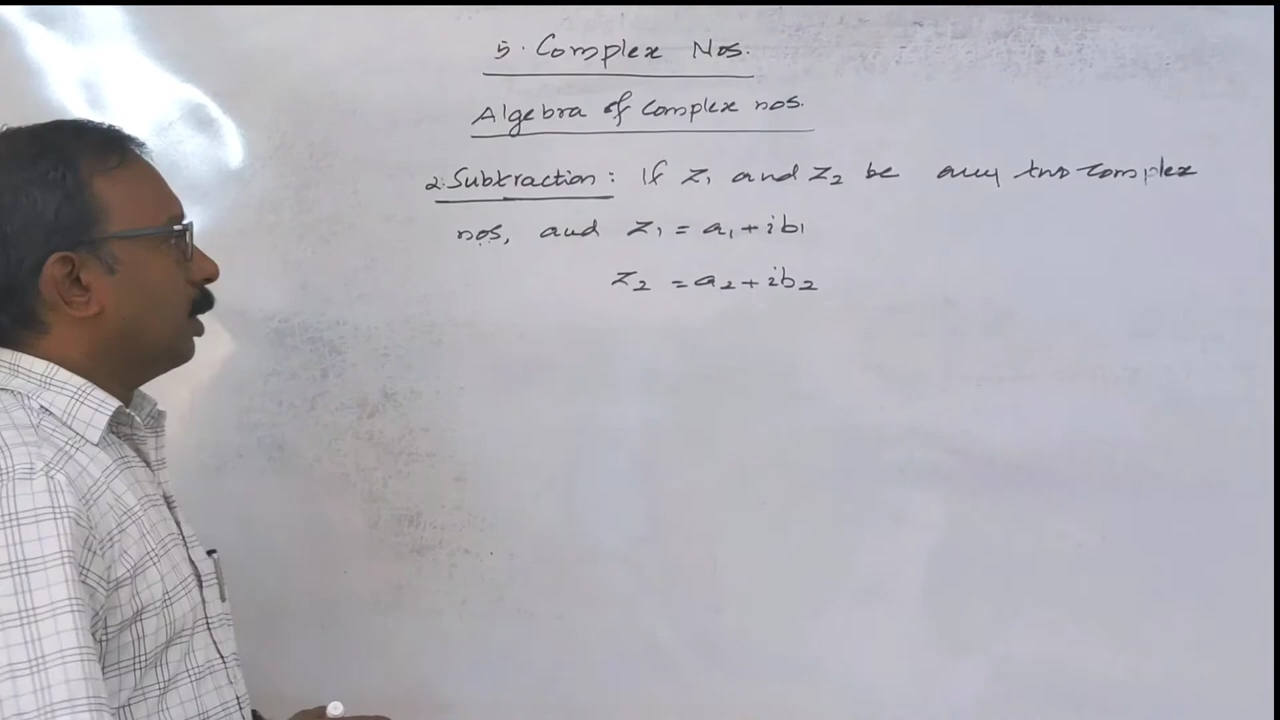 5. Complex Nos.
Algebra of complex nos.
2. Subtraction: If z₁ and z₂ be any two complex
nos, and z₁ = a₁+ib₁
z₂ = a₂+ib₂